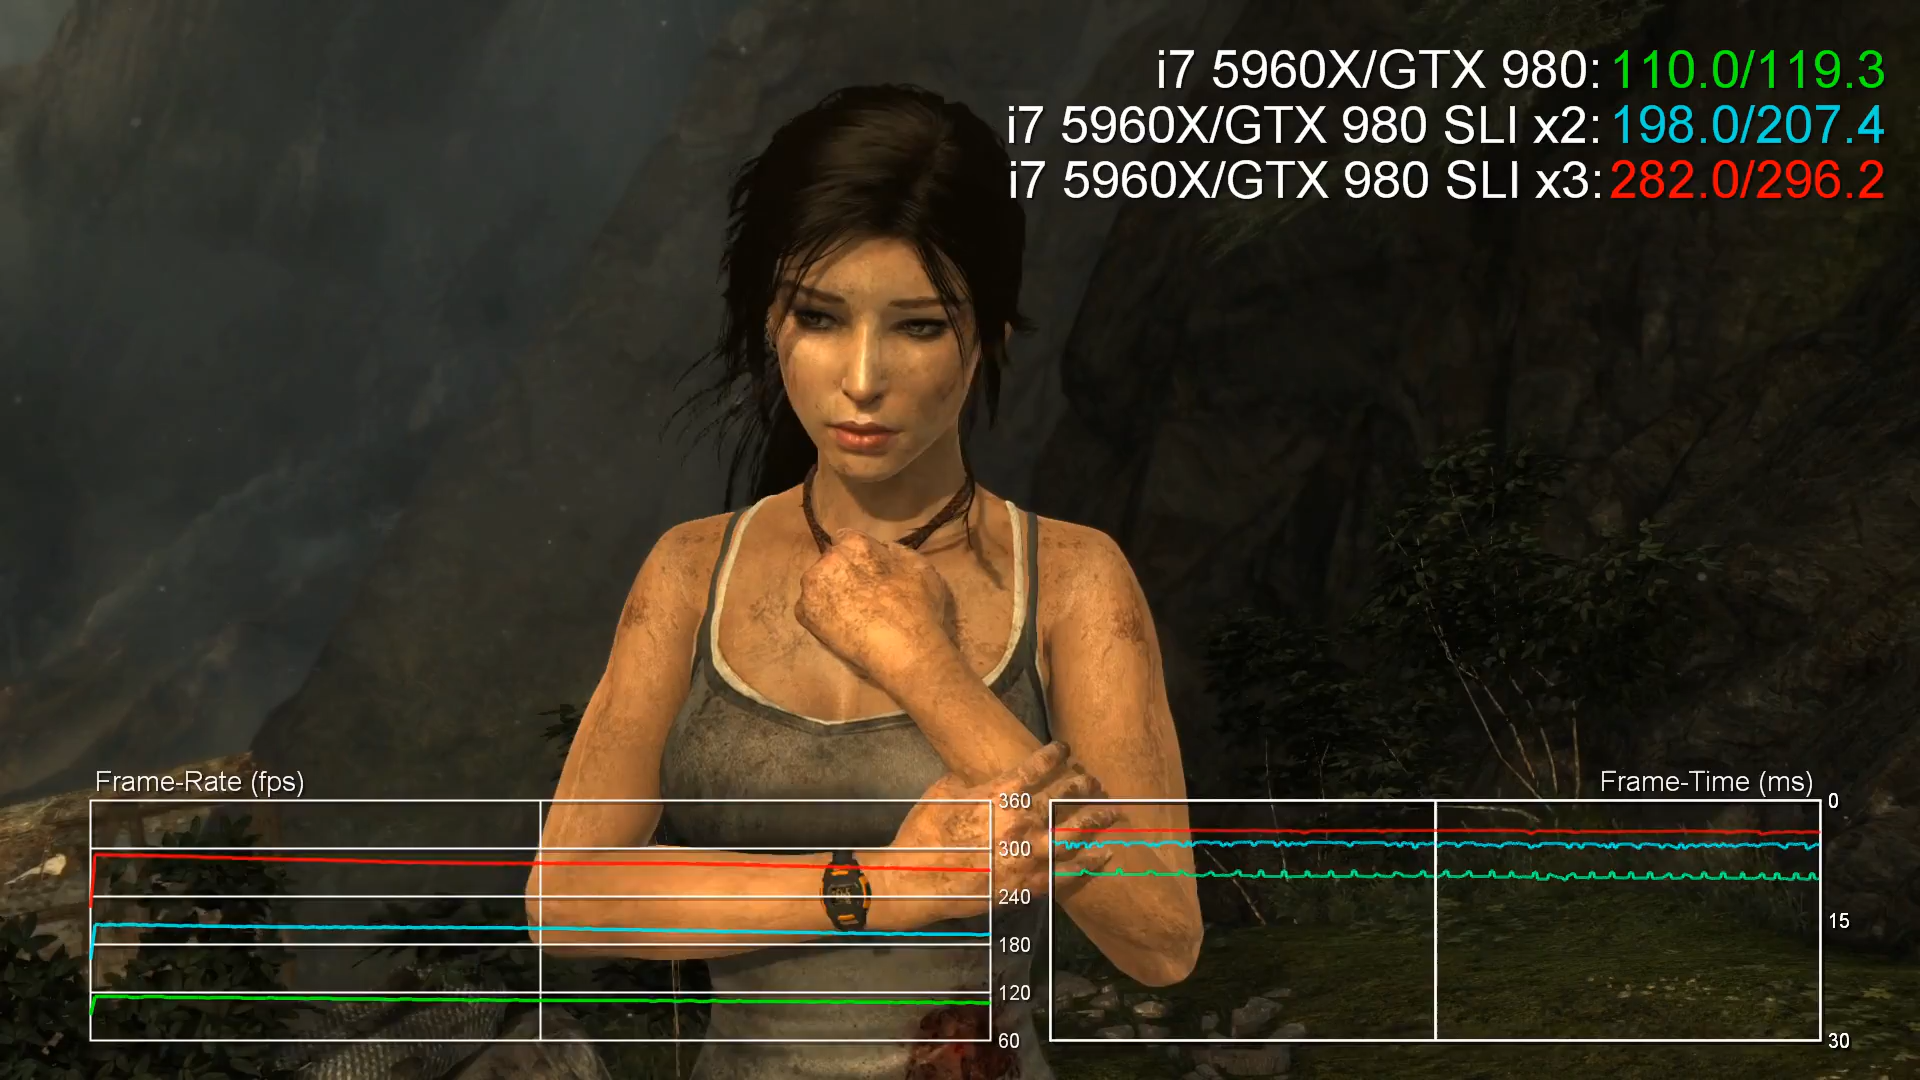 i7 5960X/GTX 980: 110.0/119.3
i7 5960X/GTX 980 SLI x2: 198.0/207.4
i7 5960X/GTX 980 SLI x3: 282.0/296.2
Frame-Rate (fps)
360
300
240
180
120
60
Frame-Time (ms)
0
15
30